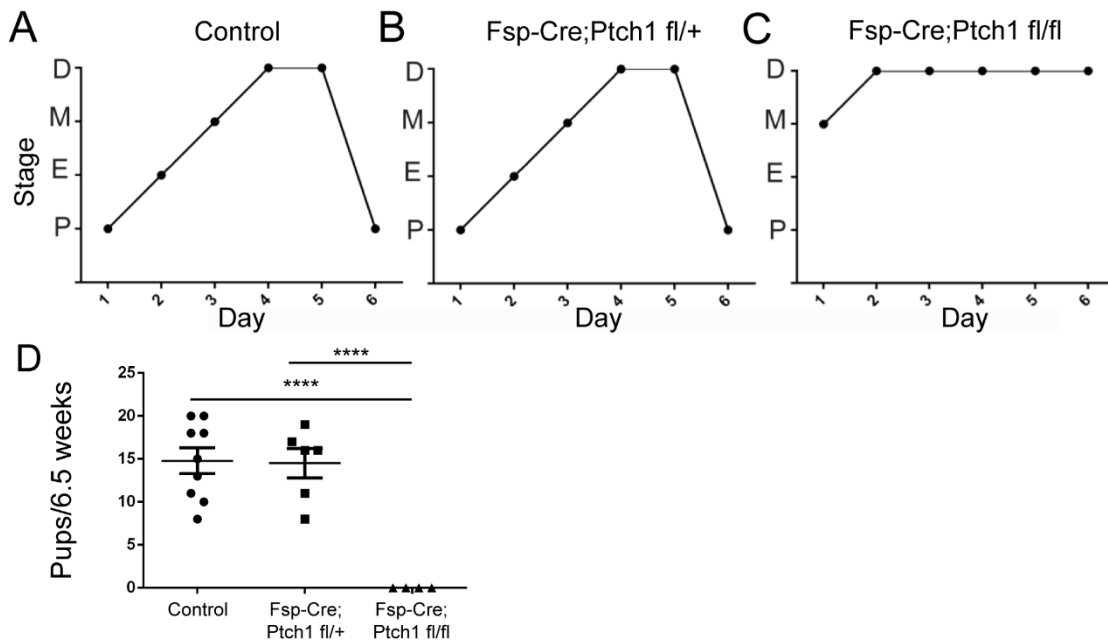 A
Control
B
Fsp-Cre;Ptch1 fl/+
C
Fsp-Cre;Ptch1 fl/fl
Stage
D
M
E
P
1 2 3 4 5 6
D
M
E
P
1 2 3 4 5 6
D
M
E
P
1 2 3 4 5 6
Day
Day
D
****
****
Pups/6.5 weeks
25
20
15
10
5
0
Control
Fsp-Cre;
Ptch1 fl/+
Fsp-Cre;
Ptch1 fl/fl